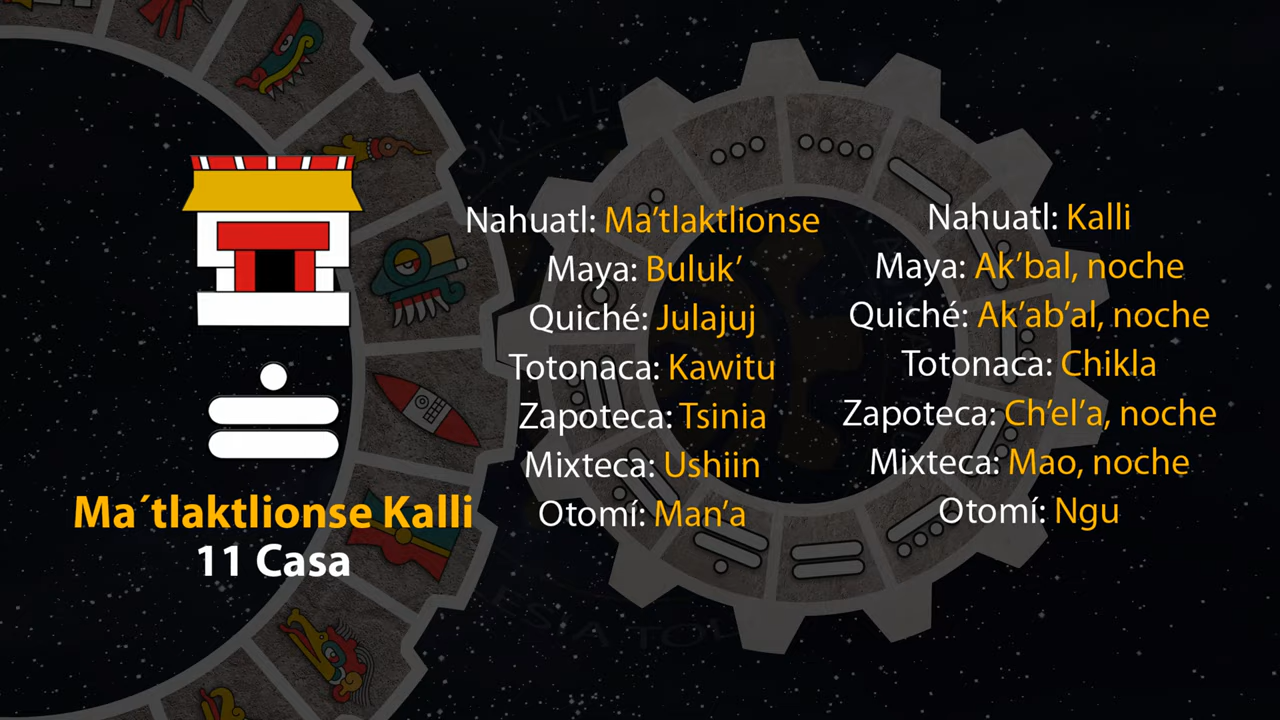 Ma´tlaktlionse Kalli
11 Casa
Nahuatl: Ma’tlaktlionse
Maya: Buluk’
Quiché: Julajuj
Totonaca: Kawitu
Zapoteca: Tsinia
Mixteca: Ushiin
Otomí: Man’a
Nahuatl: Kalli
Maya: Ak’bal, noche
Quiché: Ak’ab’al, noche
Totonaca: Chikla
Zapoteca: Ch’el’a, noche
Mixteca: Mao, noche
Otomí: Ngu